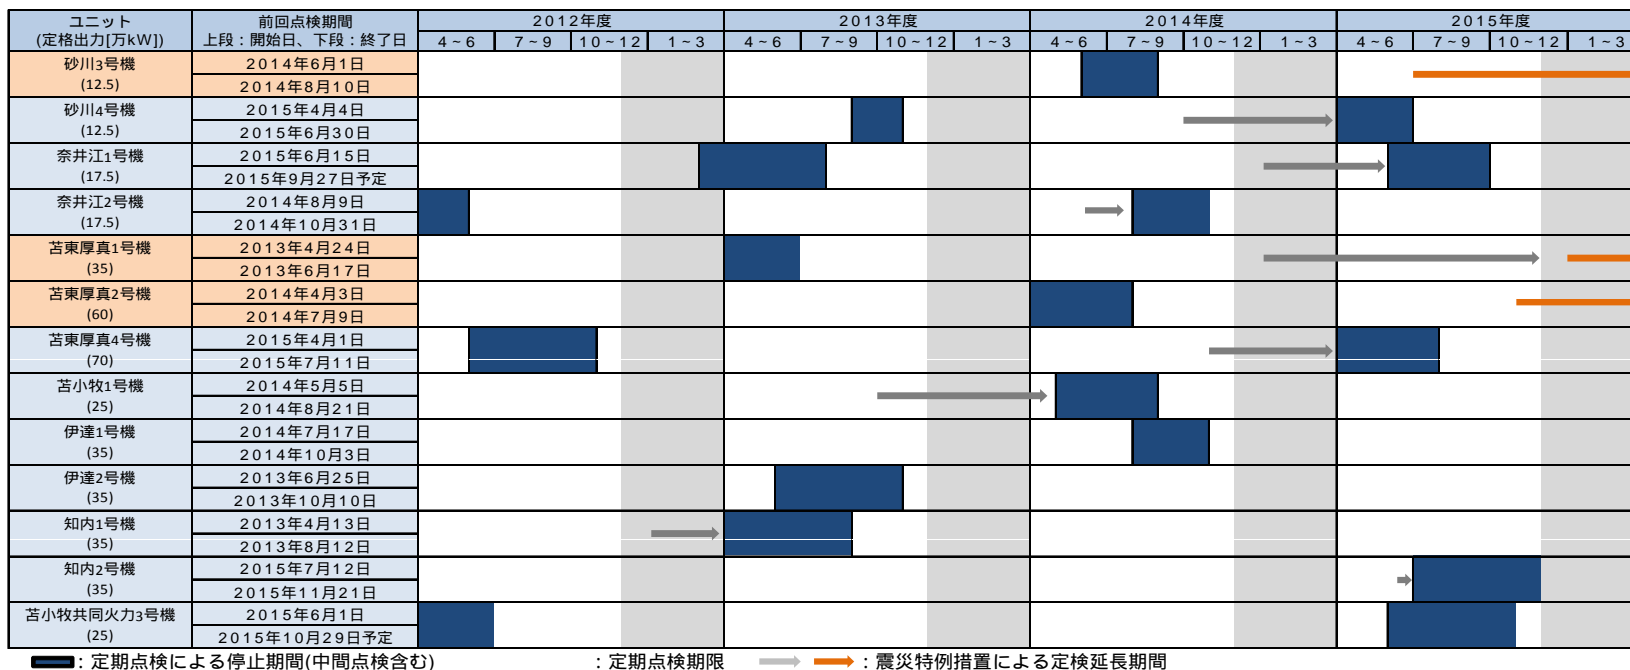 ユニット 前回点検期間 2012年度 2013年度 2014年度 2015年度
(定格出力[万kW]) 上段：開始日、下段：終了日 4～6 7～9 10～12 1～3 4～6 7～9 10～12 1～3 4～6 7～9 10～12 1～3 4～6 7～9 10～12 1～3
砂川3号機 2014年6月1日
(12.5) 2014年8月10日
砂川4号機 2015年4月4日
(12.5) 2015年6月30日
奈井江1号機 2015年6月15日
(17.5) 2015年9月27日予定
奈井江2号機 2014年8月9日
(17.5) 2014年10月31日
苫東厚真1号機 2013年4月24日
(35) 2013年6月17日
苫東厚真2号機 2014年4月3日
(60) 2014年7月9日
苫東厚真4号機 2015年4月1日
(70) 2015年7月11日
苫小牧1号機 2014年5月5日
(25) 2014年8月21日
伊達1号機 2014年7月17日
(35) 2014年10月3日
伊達2号機 2013年6月25日
(35) 2013年10月10日
知内1号機 2013年4月13日
(35) 2013年8月12日
知内2号機 2015年7月12日
(35) 2015年11月21日
苫小牧共同火力3号機 2015年6月1日
(25) 2015年10月29日予定
：定期点検による停止期間(中間点検含む) ：定期点検期限 ：震災特例措置による定検延長期間